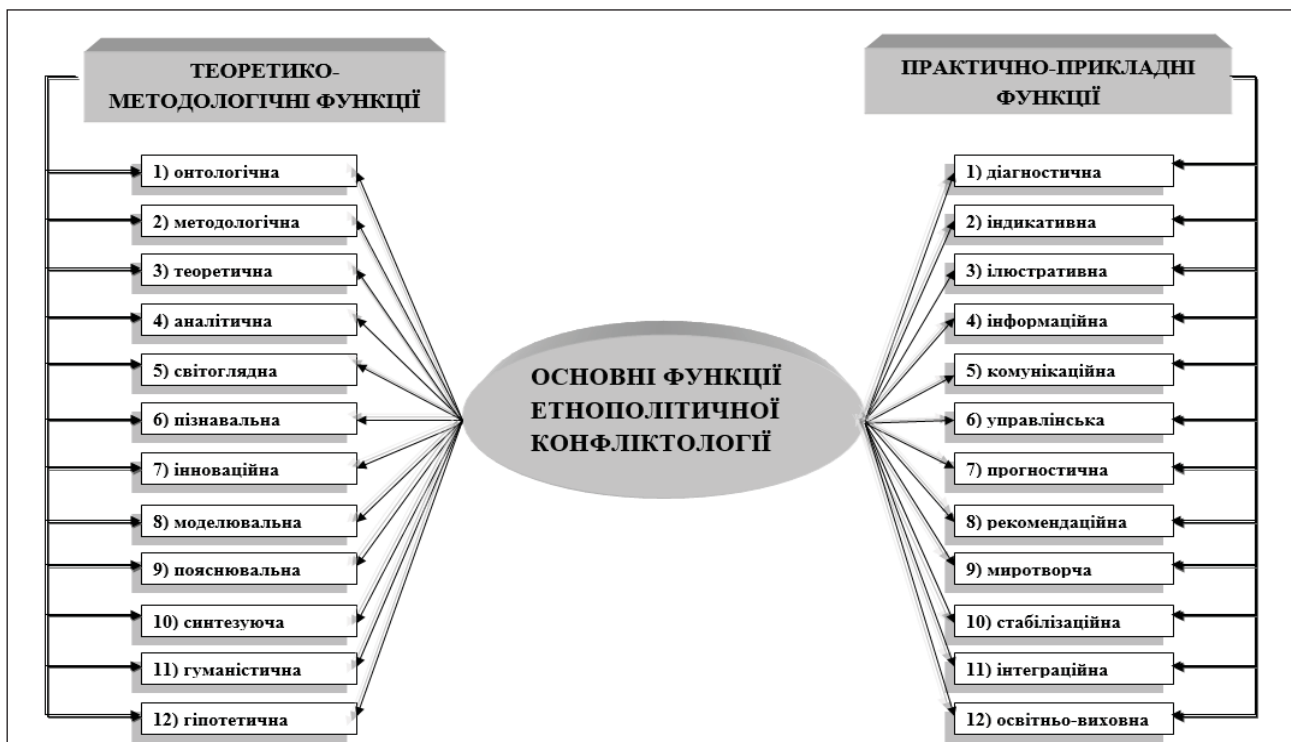 ТЕОРЕТИКО-
МЕТОДОЛОГІЧНІ ФУНКЦІЇ
1) онтологічна
2) методологічна
3) теоретична
4) аналітична
5) світоглядна
6) пізнавальна
7) інноваційна
8) моделювальна
9) пояснювальна
10) синтезуюча
11) гуманістична
12) гіпотетична
ОСНОВНІ ФУНКЦІЇ
ЕТНОПОЛІТИЧНОЇ
КОНФЛІКТОЛОГІЇ
ПРАКТИЧНО-ПРИКЛАДНІ
ФУНКЦІЇ
1) діагностична
2) індикативна
3) ілюстративна
4) інформаційна
5) комунікаційна
6) управлінська
7) прогностична
8) рекомендаційна
9) миротворча
10) стабілізаційна
11) інтеграційна
12) освітньо-виховна